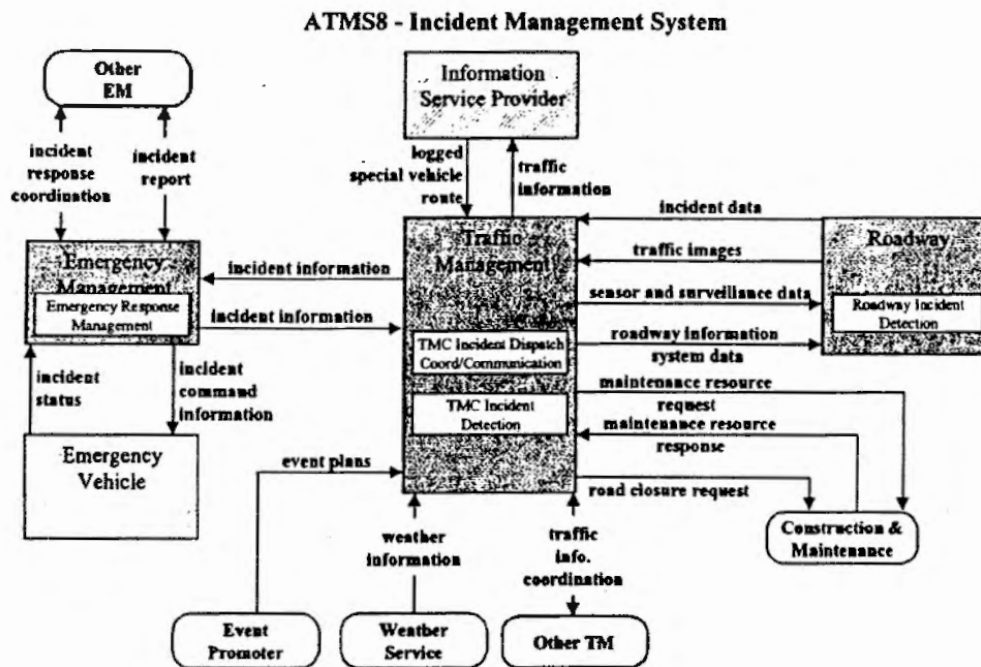 ATMS8 - Incident Management System
Other
EM
Information
Service Provider
incident
response
coordination
incident
report
logged
special vehicle
route
traffic
information
incident data
Traffic
Management
Roadway
traffic images
Emergency
Management
incident information
sensor and surveillance data
Emergency Response
Management
Roadway Incident
Detection
incident information
roadway information
system data
TMC Incident Dispatch
Coord/Communication
incident
status
incident
command
information
maintenance resource
request
TMC Incident
Detection
maintenance resource
response
Emergency
Vehicle
event plans
road closure request
weather
information
traffic
info.
coordination
Construction &
Maintenance
Event
Promoter
Weather
Service
Other TM